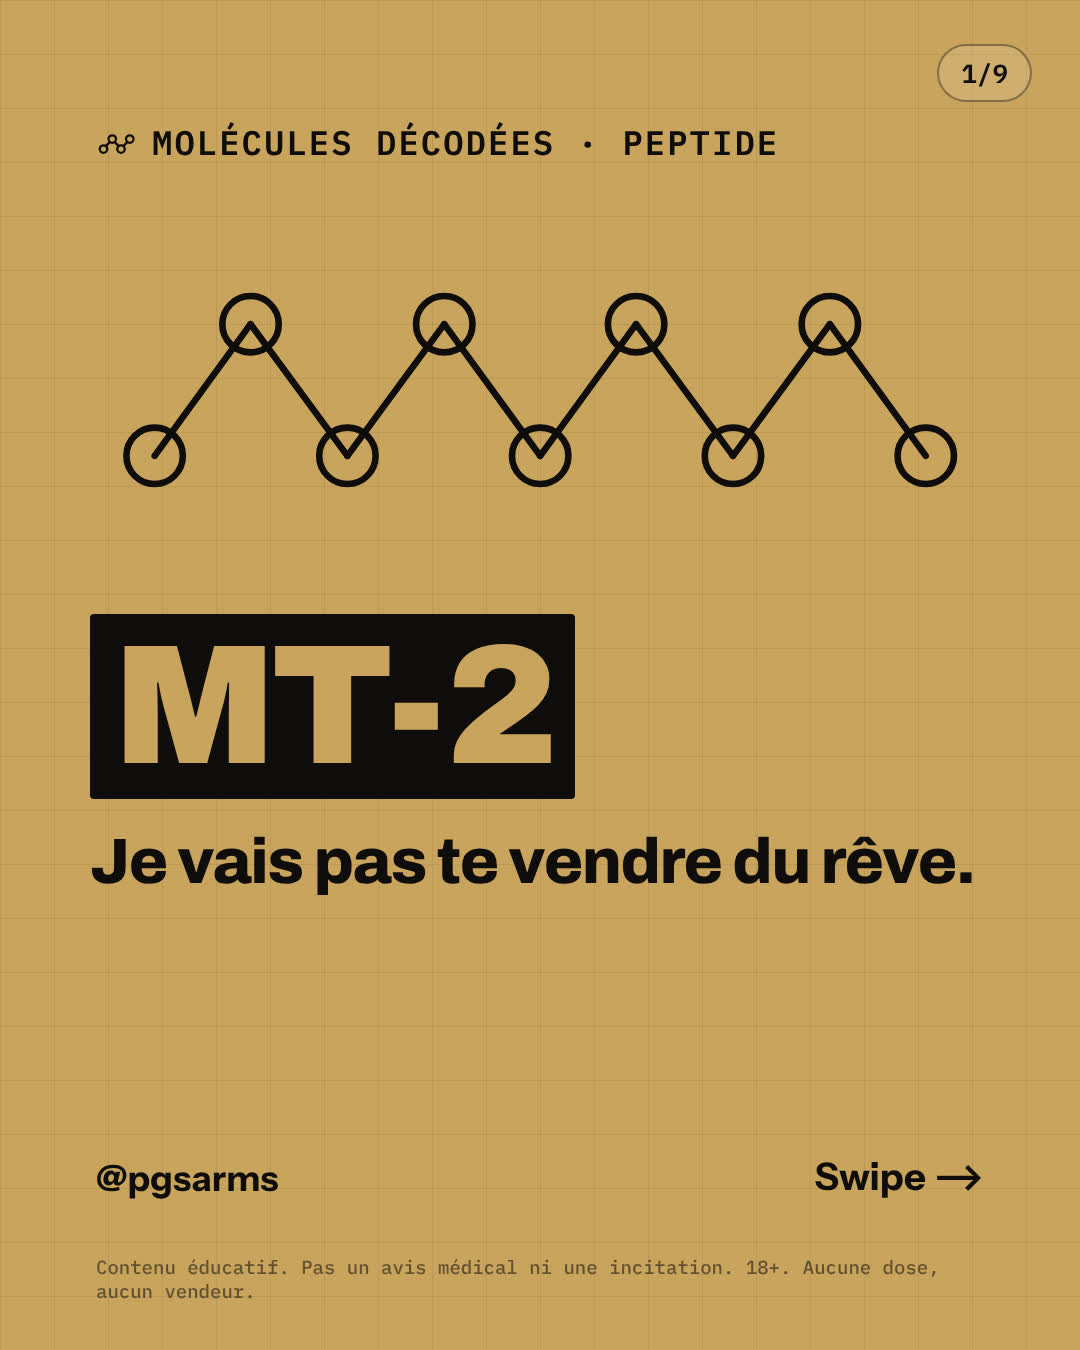 1/9
MOLÉCULES DÉCODÉES · PEPTIDE
MT-2
Je vais pas te vendre du rêve.
@pgsarms
Swipe →
Contenu éducatif. Pas un avis médical ni une incitation. 18+. Aucune dose,
aucun vendeur.